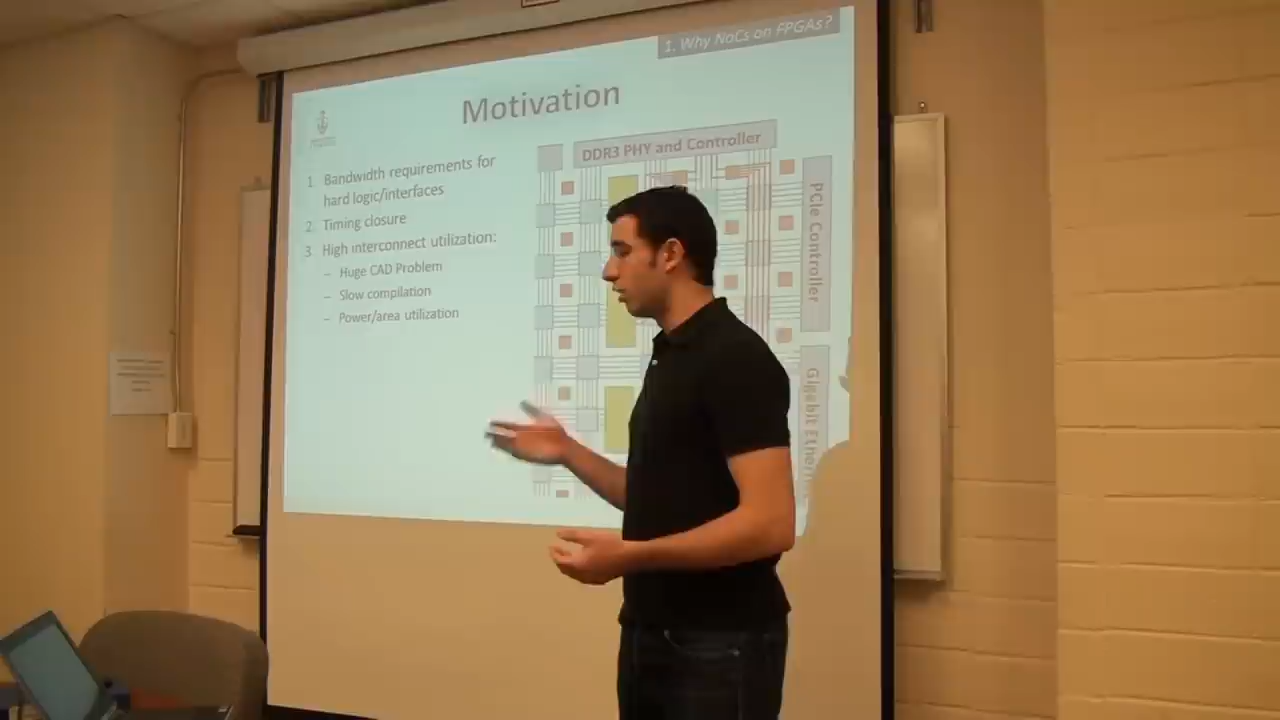 1. Why NoCs on FPGAs?
Motivation
1. Bandwidth requirements for
hard logic/interfaces
2. Timing closure
3. High interconnect utilization:
– Huge CAD Problem
– Slow compilation
– Power/area utilization
DDR3 PHY and Controller
PCIe Controller
Gigabit Ether